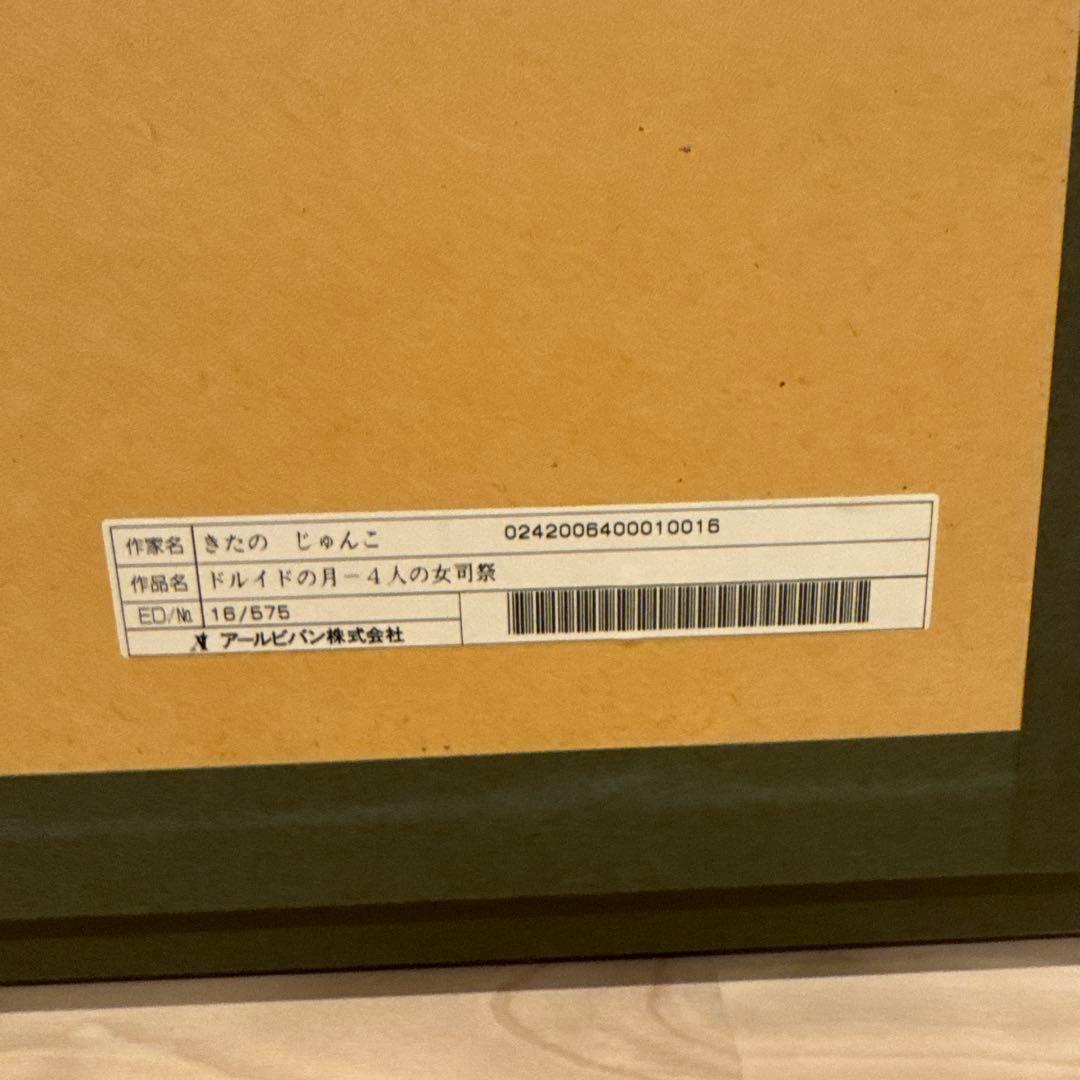 作家名 きたの じゅんこ 0242006400010016
作品名 ドルイドの月－4人の女司祭
ED/№ 16/575
アールビバン株式会社